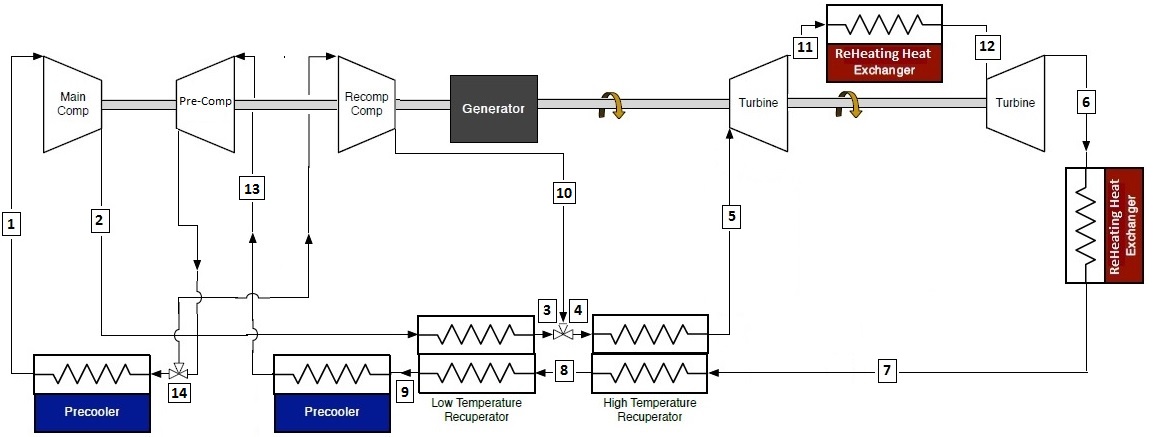 11
ReHeating Heat
Exchanger
12
Main
Comp
Pre-Comp
Recomp
Comp
Generator
Turbine
Turbine
6
13
10
1
2
5
ReHeating Heat
Exchanger
3
4
14
9
8
7
Precooler
Precooler
Low Temperature
Recuperator
High Temperature
Recuperator